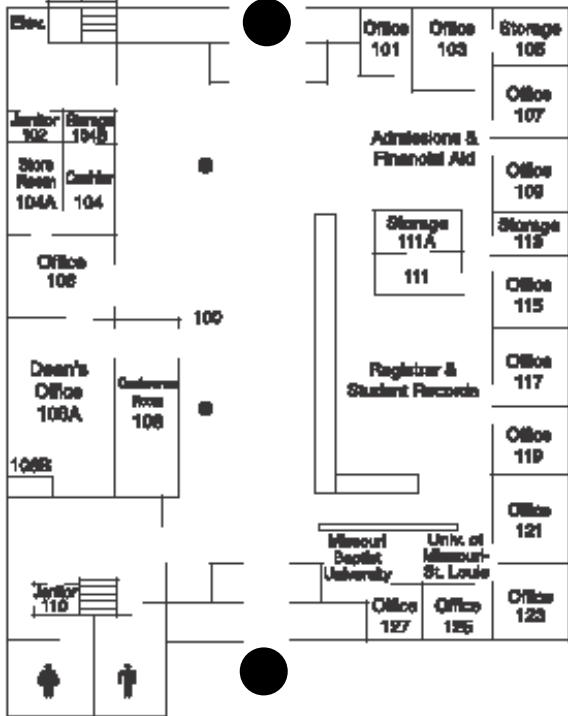 Elev.
Office
101
Office
103
Storage
105
Office
107
Janitor
102
Storage
104B
Admissions &
Financial Aid
Store
Room
104A
Cashier
104
Office
109
Storage
111A
Storage
113
111
Office
106
Office
115
100
Dean's
Office
108A
Conference
Room
108
Registrar &
Student Records
Office
117
Office
119
108B
Office
121
Missouri
Baptist
University
Univ. of
Missouri-
St. Louis
Janitor
110
Office
127
Office
125
Office
123